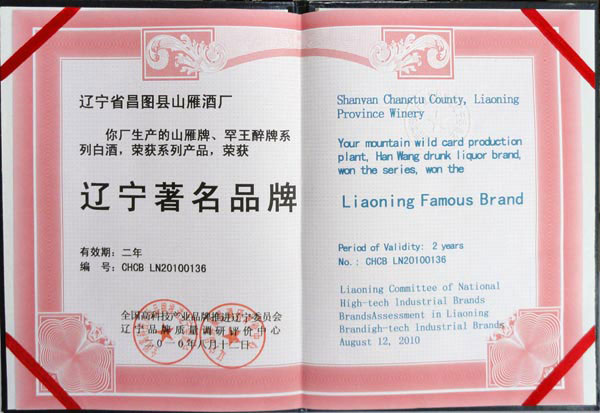 辽宁省昌图县山雁酒厂
你厂生产的山雁牌、罕王醉牌系
列白酒，荣获系列产品，荣获
辽宁著名品牌
有效期：二年
编 号：CHCB LN20100136
全国高科技产业品牌推进辽宁委员会
辽宁品牌质量调研评价中心
二〇一〇年八月十二日
Shanyan Changtu County, Liaoning
Province Winery
Your mountain wild card production
plant, Han Wang drunk liquor brand,
won the series, won the
Liaoning Famous Brand
Period of Validity: 2 years
No.: CHCB LN20100136
Liaoning Committee of National
High-tech Industrial Brands
BrandsAssessment in Liaoning
Brandigh-tech Industrial Brands
August 12, 2010